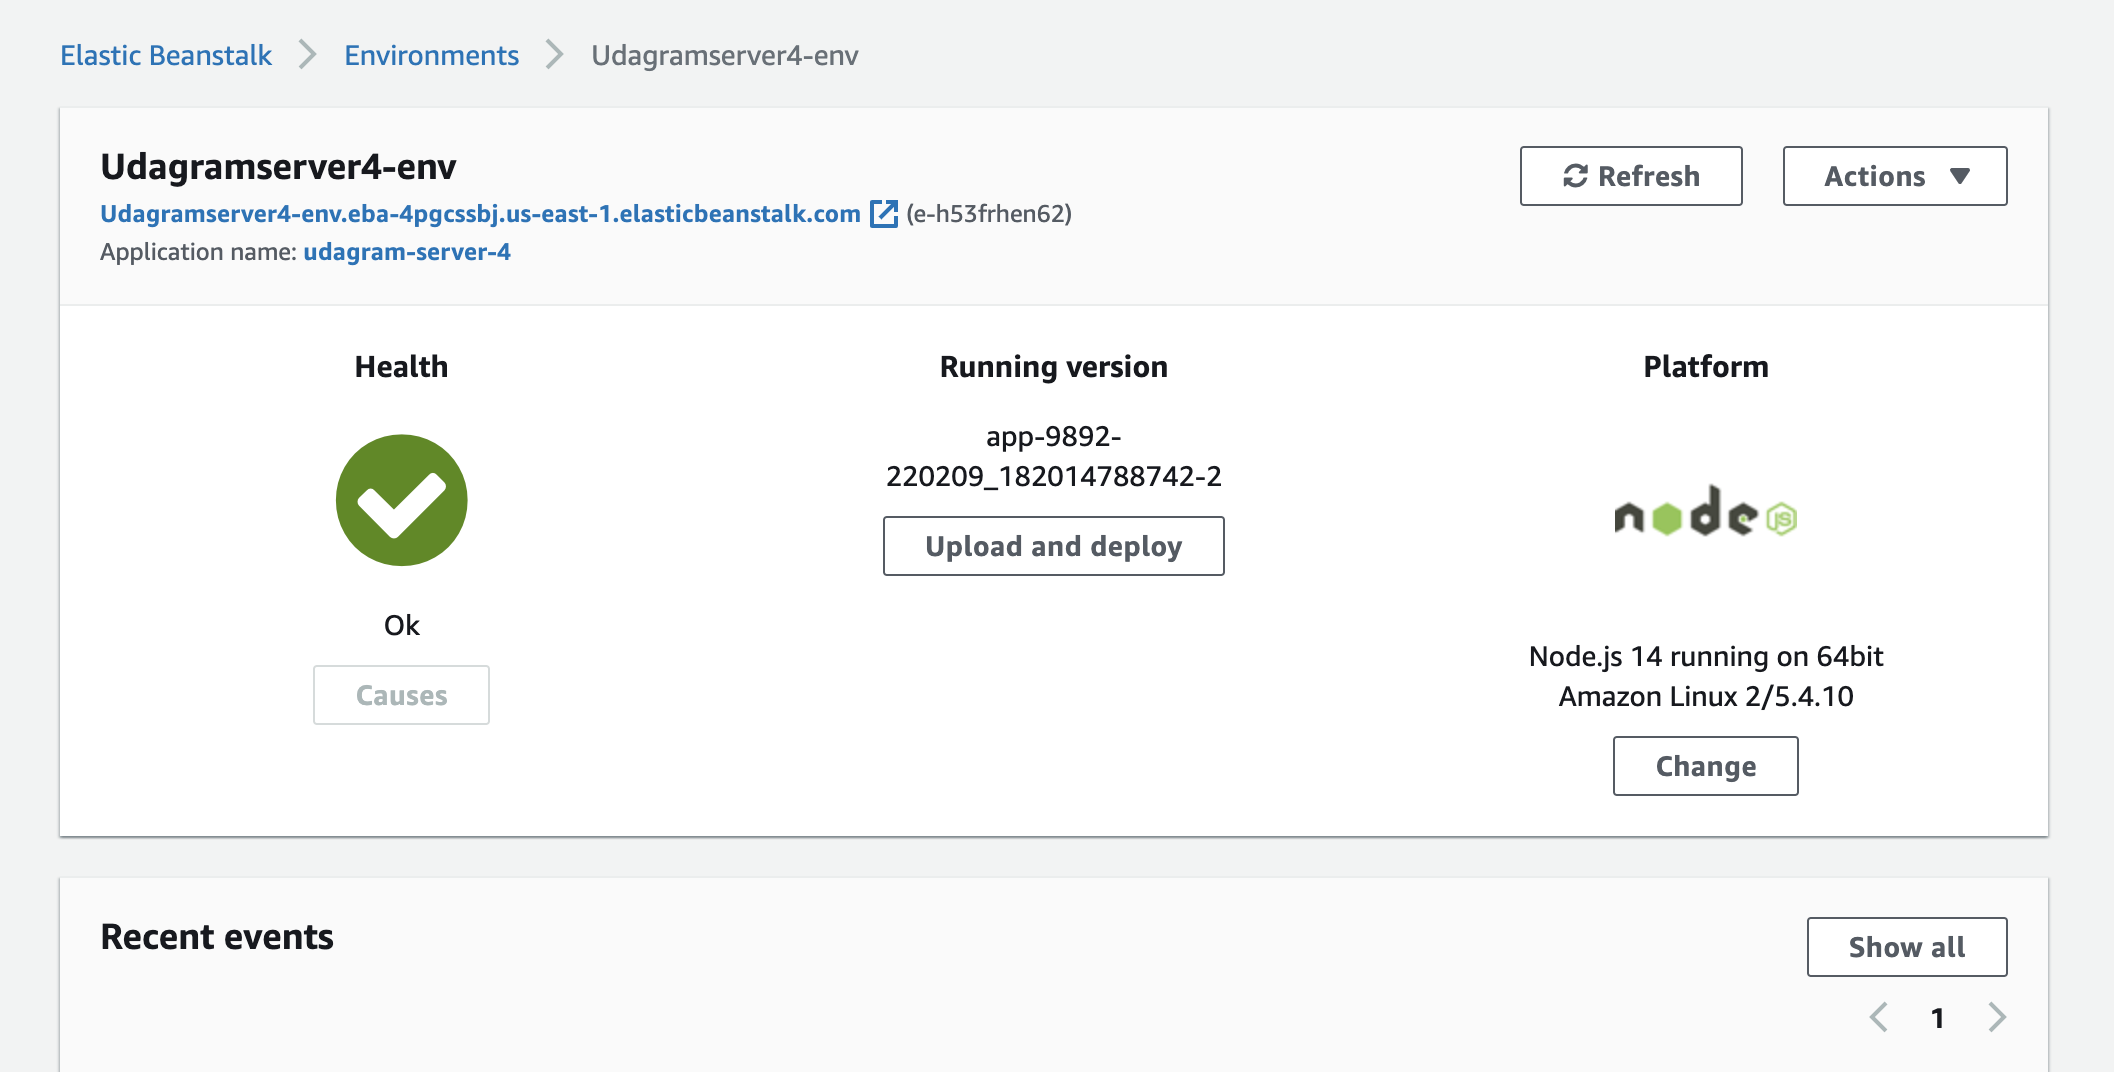 Elastic Beanstalk > Environments > Udagramserver4-env
Udagramserver4-env
Refresh
Actions
Udagramserver4-env.eba-4pgcssbj.us-east-1.elasticbeanstalk.com (e-h53frhen62)
Application name: udagram-server-4
Health
Ok
Causes
Running version
app-9892-
220209_182014788742-2
Upload and deploy
Platform
node JS
Node.js 14 running on 64bit
Amazon Linux 2/5.4.10
Change
Recent events
Show all
< 1 >